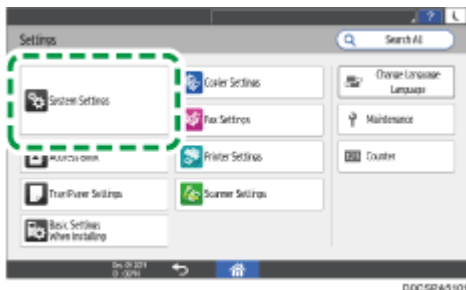 Settings
Search All
System Settings
Copier Settings
Change Language
Language
Fax Settings
Maintenance
Address Book
Printer Settings
Counter
Tray/Paper Settings
Scanner Settings
Basic Settings
When Installing